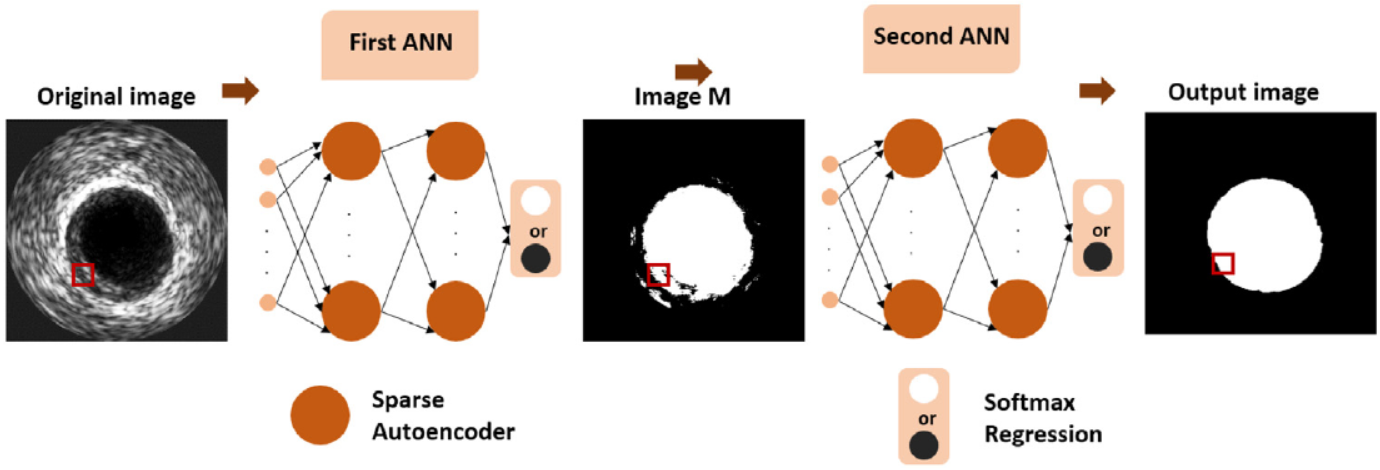 First ANN
Second ANN
Original image
Image M
Output image
or
or
Sparse
Autoencoder
or
Softmax
Regression